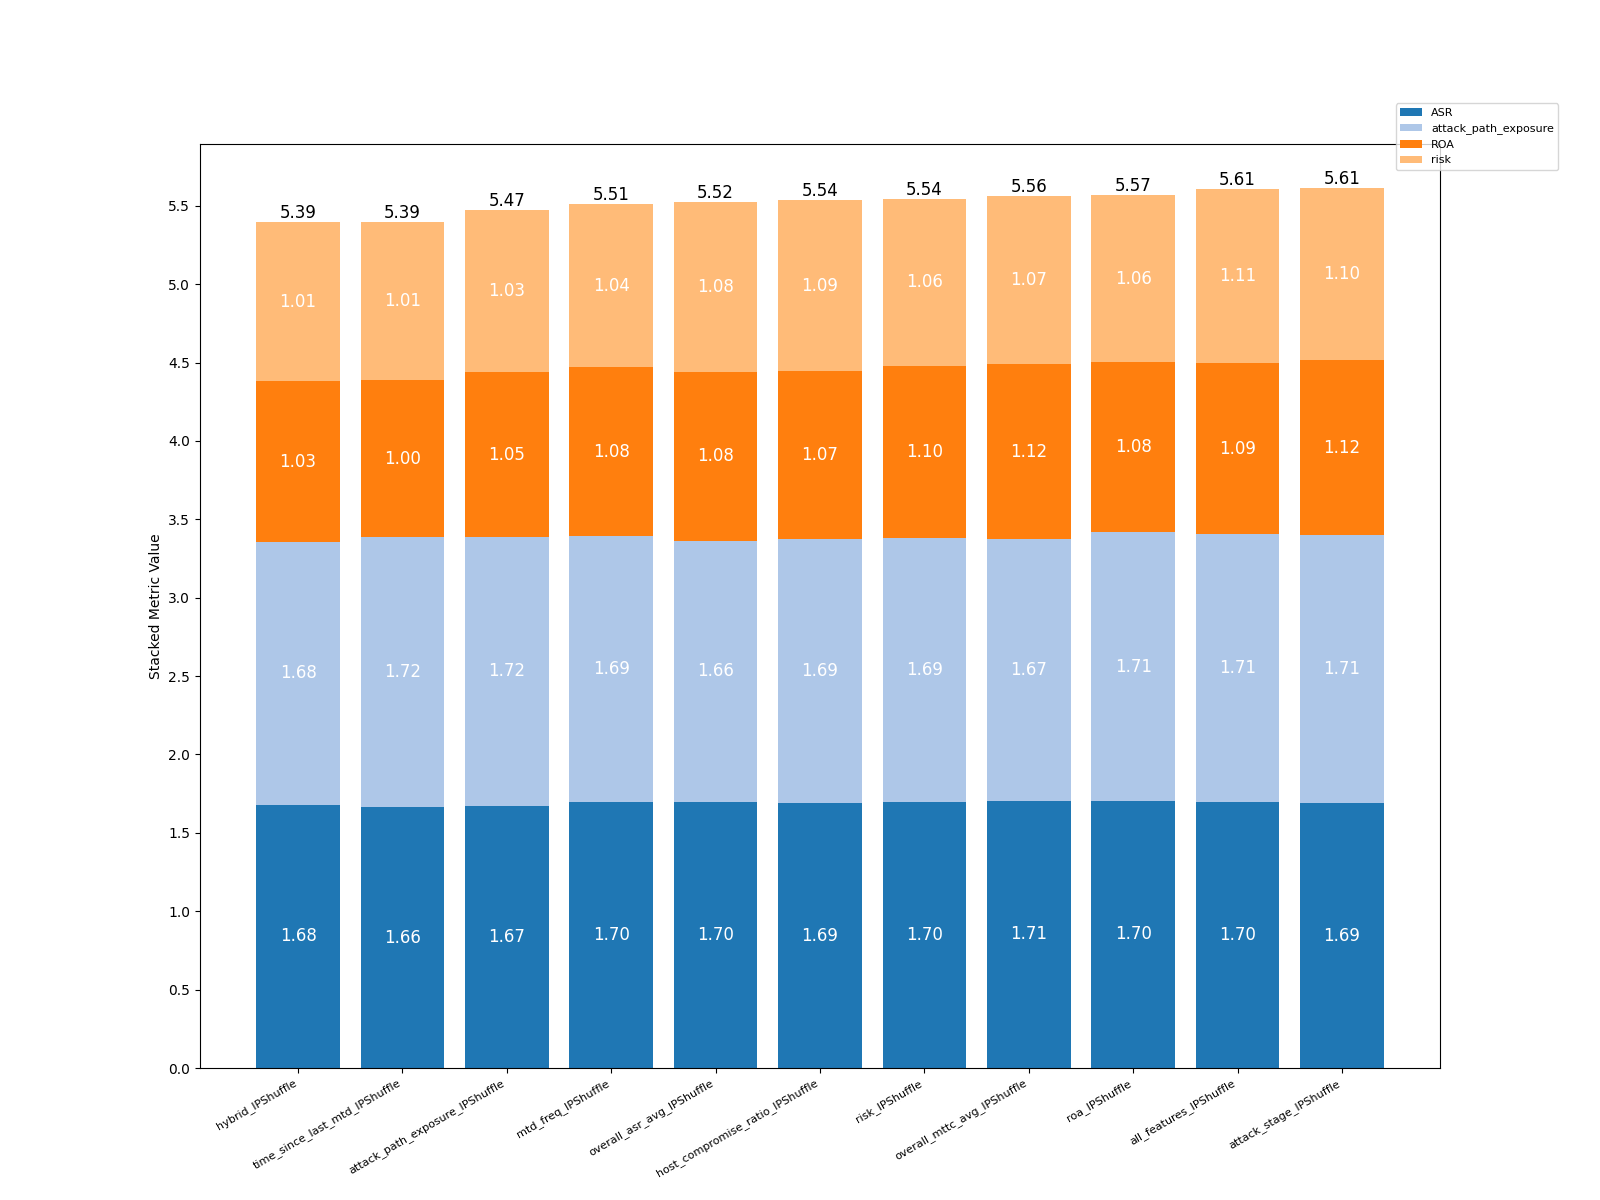 ASR
attack_path_exposure
ROA
risk
5.39 5.39 5.47 5.51 5.52 5.54 5.54 5.56 5.57 5.61 5.61
1.01 1.01 1.03 1.04 1.08 1.09 1.06 1.07 1.06 1.11 1.10
1.03 1.00 1.05 1.08 1.08 1.07 1.10 1.12 1.08 1.09 1.12
1.68 1.72 1.72 1.69 1.66 1.69 1.69 1.67 1.71 1.71 1.71
1.68 1.66 1.67 1.70 1.70 1.69 1.70 1.71 1.70 1.70 1.69
Stacked Metric Value
5.5
5.0
4.5
4.0
3.5
3.0
2.5
2.0
1.5
1.0
0.5
0.0
hybrid_IPShuffle
time_since_last_mtd_IPShuffle
attack_path_exposure_IPShuffle
mtd_freq_IPShuffle
overall_asr_avg_IPShuffle
host_compromise_ratio_IPShuffle
risk_IPShuffle
overall_mttc_avg_IPShuffle
roa_IPShuffle
all_features_IPShuffle
attack_stage_IPShuffle